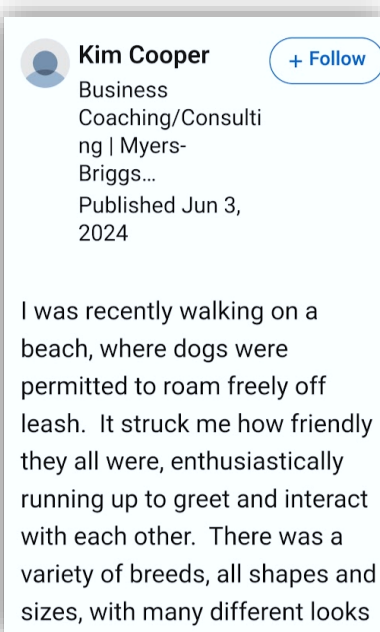 Kim Cooper
+ Follow
Business
Coaching/Consulti
ng | Myers-
Briggs...
Published Jun 3,
2024
I was recently walking on a
beach, where dogs were
permitted to roam freely off
leash.  It struck me how friendly
they all were, enthusiastically
running up to greet and interact
with each other.  There was a
variety of breeds, all shapes and
sizes, with many different looks